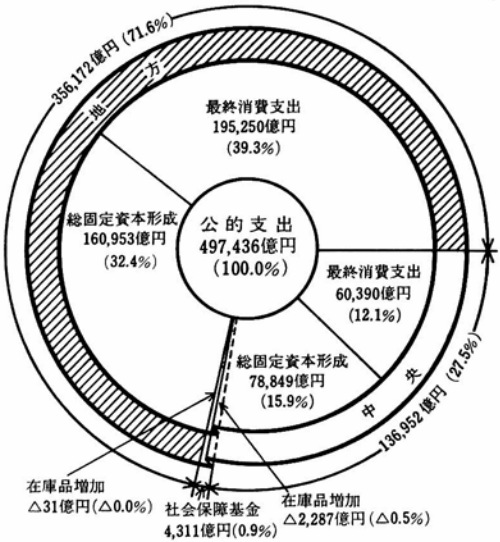 356,172億円 (71.6%)
地方
最終消費支出
195,250億円
(39.3%)
総固定資本形成
160,953億円
(32.4%)
公的支出
497,436億円
(100.0%)
最終消費支出
60,390億円
(12.1%)
総固定資本形成
78,849億円
(15.9%)
中央
136,952億円 (27.5%)
在庫品増加
△31億円(△0.0%)
社会保障基金
4,311億円(0.9%)
在庫品増加
△2,287億円(△0.5%)